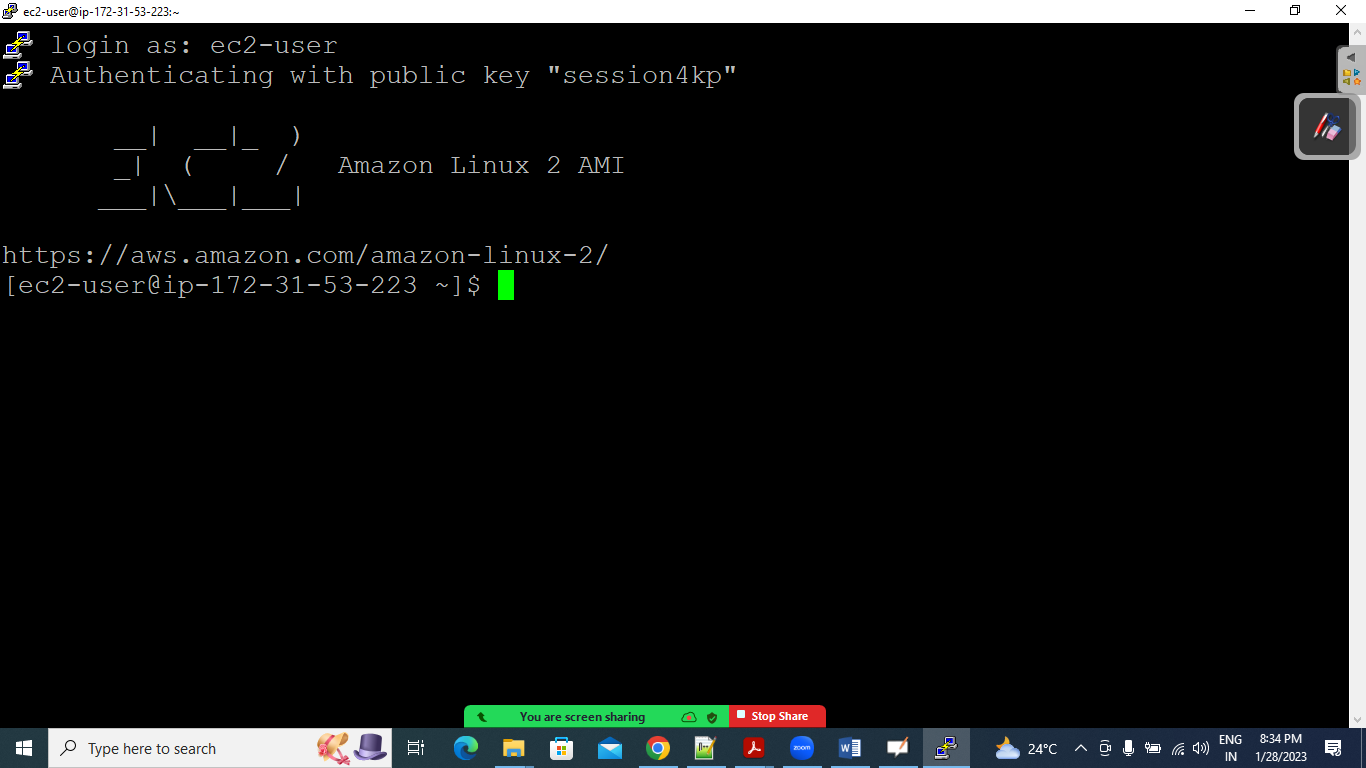 ec2-user@ip-172-31-53-223:~
login as: ec2-user
Authenticating with public key "session4kp"
       __|  __|_  )
       _|  (     /   Amazon Linux 2 AMI
      ___|\___|___|
https://aws.amazon.com/amazon-linux-2/
[ec2-user@ip-172-31-53-223 ~]$
You are screen sharing
Stop Share
Type here to search
zoom
24°C
ENG
IN
8:34 PM
1/28/2023